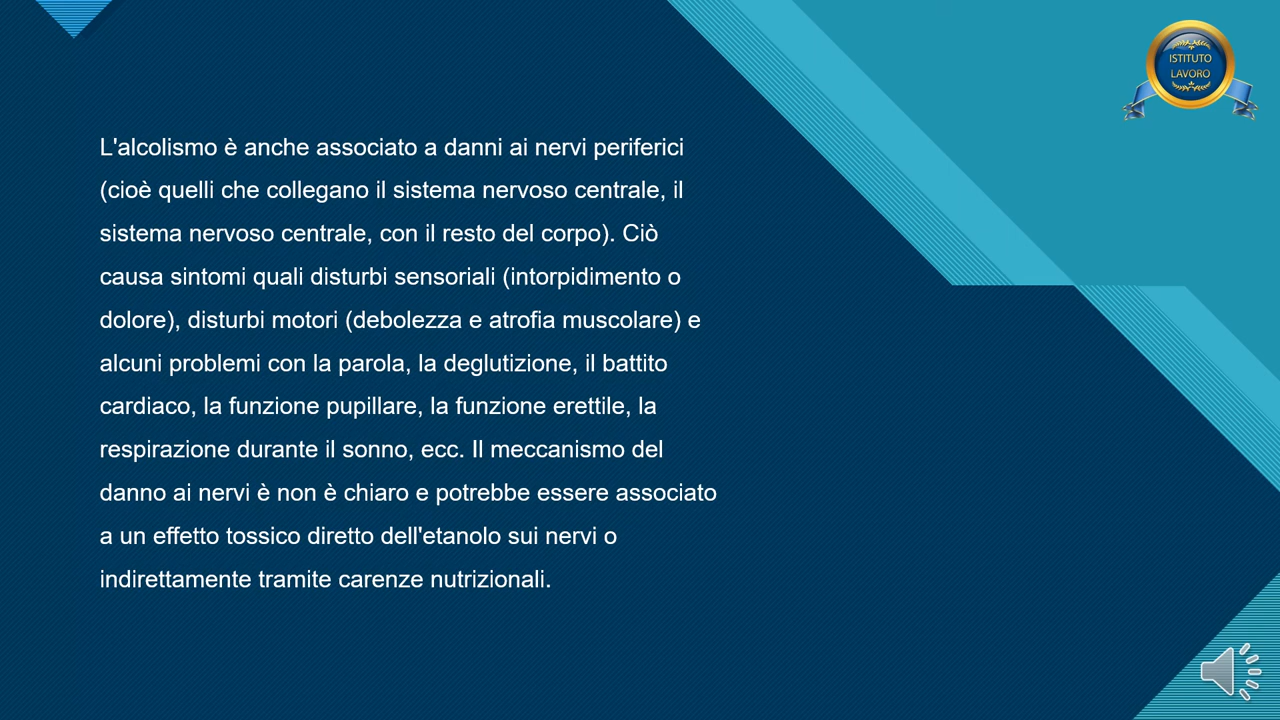 ISTITUTO
LAVORO
L'alcolismo è anche associato a danni ai nervi periferici
(cioè quelli che collegano il sistema nervoso centrale, il
sistema nervoso centrale, con il resto del corpo). Ciò
causa sintomi quali disturbi sensoriali (intorpidimento o
dolore), disturbi motori (debolezza e atrofia muscolare) e
alcuni problemi con la parola, la deglutizione, il battito
cardiaco, la funzione pupillare, la funzione erettile, la
respirazione durante il sonno, ecc. Il meccanismo del
danno ai nervi è non è chiaro e potrebbe essere associato
a un effetto tossico diretto dell'etanolo sui nervi o
indirettamente tramite carenze nutrizionali.